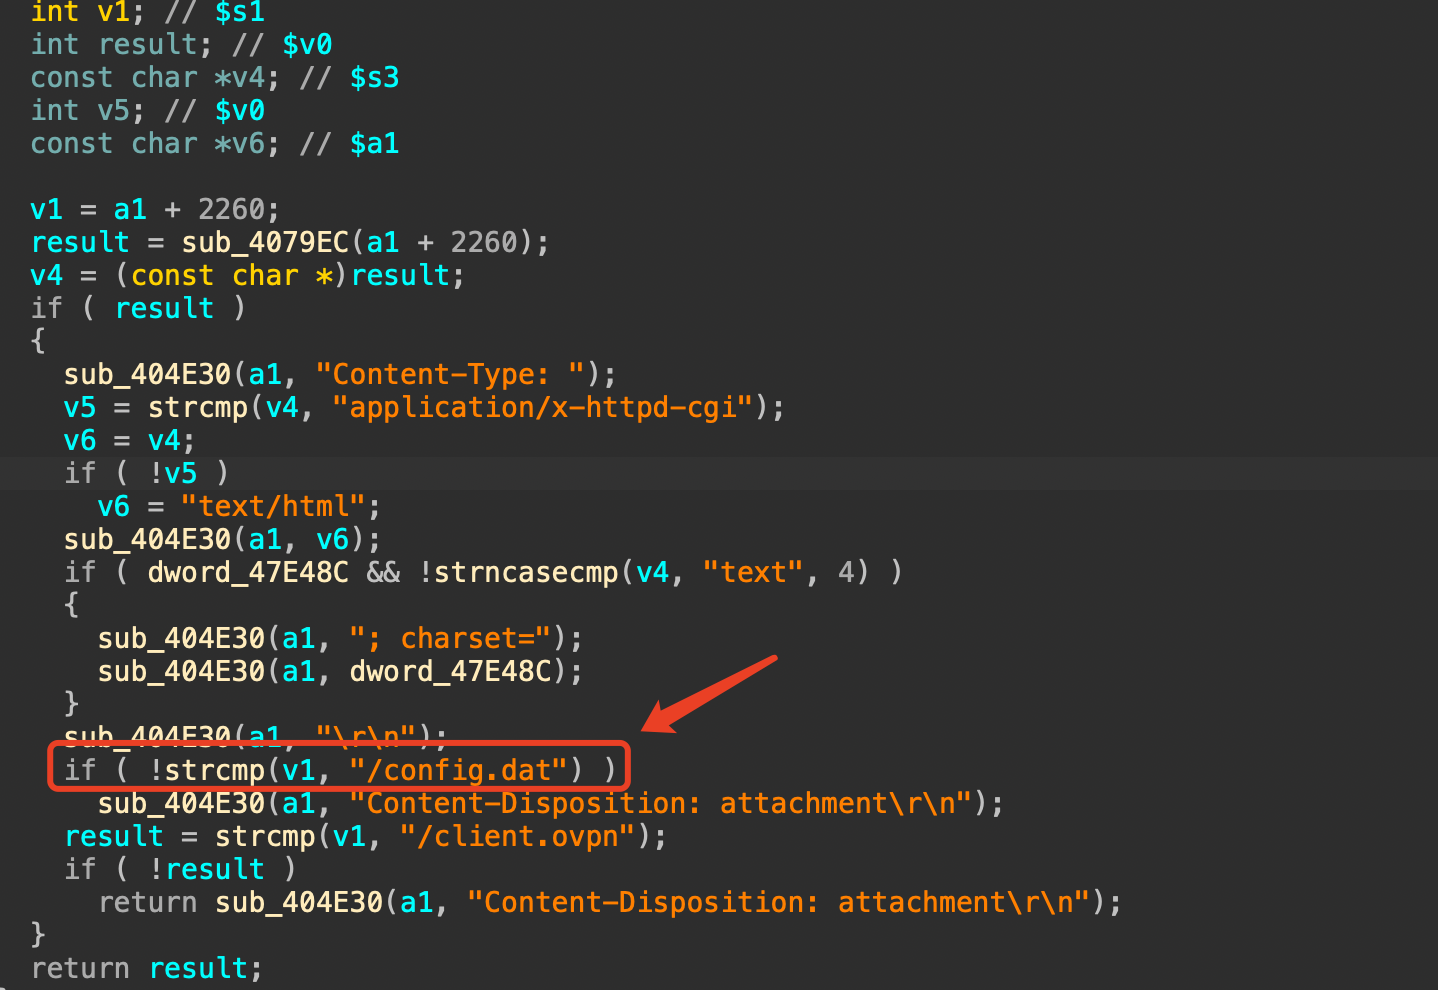 int v1; // $s1
int result; // $v0
const char *v4; // $s3
int v5; // $v0
const char *v6; // $a1
v1 = a1 + 2260;
result = sub_4079EC(a1 + 2260);
v4 = (const char *)result;
if ( result )
{
sub_404E30(a1, "Content-Type: ");
v5 = strcmp(v4, "application/x-httpd-cgi");
v6 = v4;
if ( !v5 )
v6 = "text/html";
sub_404E30(a1, v6);
if ( dword_47E48C && !strncasecmp(v4, "text", 4) )
{
sub_404E30(a1, "; charset=");
sub_404E30(a1, dword_47E48C);
}
sub_404E30(a1, "\r\n");
if ( !strcmp(v1, "/config.dat") )
sub_404E30(a1, "Content-Disposition: attachment\r\n");
result = strcmp(v1, "/client.ovpn");
if ( !result )
return sub_404E30(a1, "Content-Disposition: attachment\r\n");
}
return result;